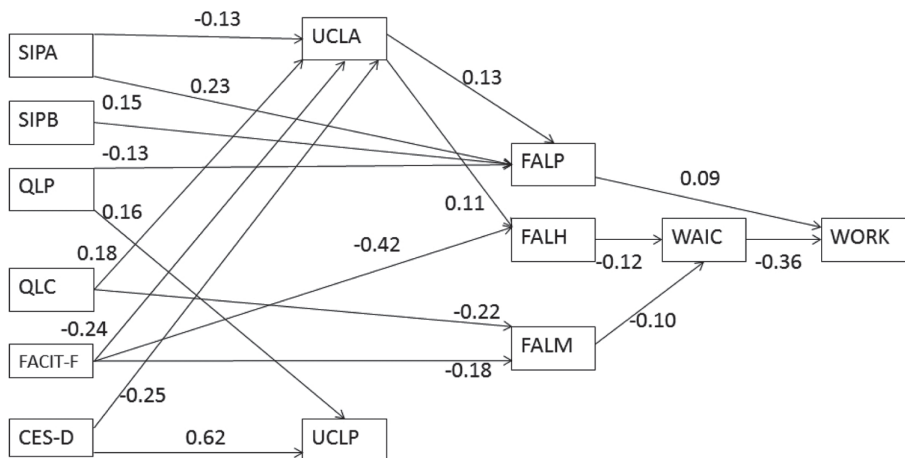 -0.13
UCLA
SIPA
0.23
0.13
SIPB
0.15
-0.13
FALP
QLP
0.09
0.16
0.11
FALH
WAIC
WORK
-0.42
0.18
-0.12
-0.36
QLC
-0.22
-0.10
-0.24
FALM
FACIT-F
-0.18
-0.25
CES-D
0.62
UCLP